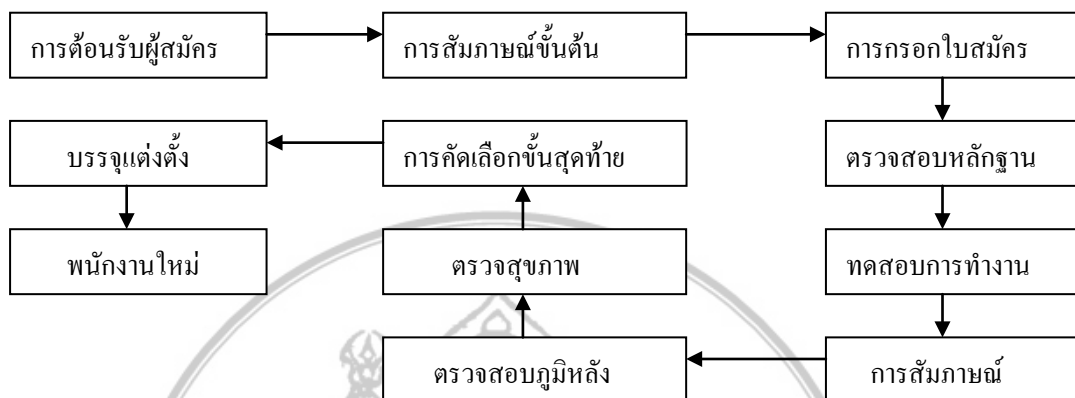 การต้อนรับผู้สมัคร
การสัมภาษณ์ขั้นต้น
การกรอกใบสมัคร
บรรจุแต่งตั้ง
การคัดเลือกขั้นสุดท้าย
ตรวจสอบหลักฐาน
พนักงานใหม่
ตรวจสุขภาพ
ทดสอบการทำงาน
ตรวจสอบภูมิหลัง
การสัมภาษณ์